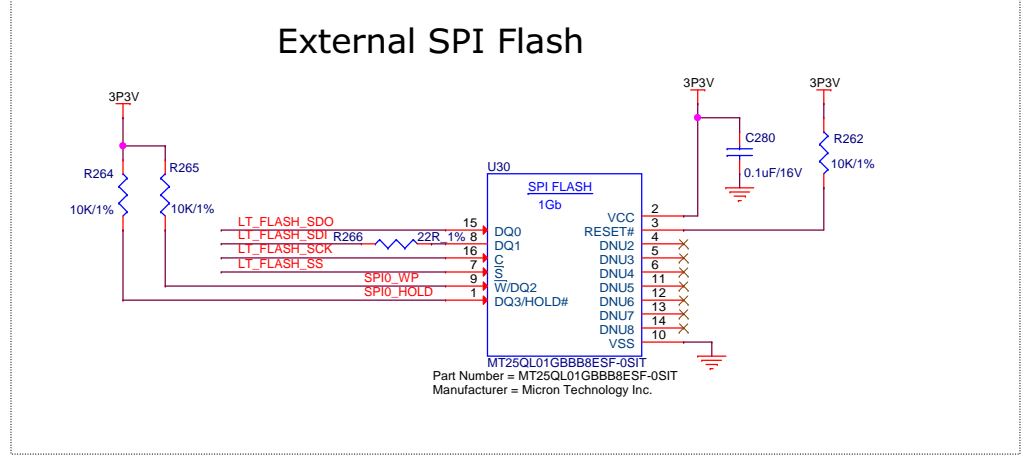 External SPI Flash
3P3V
3P3V
3P3V
R264
10K/1%
R265
10K/1%
C280
0.1uF/16V
R262
10K/1%
U30
SPI FLASH
1Gb
LT_FLASH_SDO 15 DQ0
LT_FLASH_SDI R266 22R_1% 8 DQ1
LT_FLASH_SCK 16 C
LT_FLASH_SS 7 S
SPI0_WP 9 W/DQ2
SPI0_HOLD 1 DQ3/HOLD#
VCC 2
RESET# 3
DNU2 4
DNU3 5
DNU4 6
DNU5 11
DNU6 12
DNU7 13
DNU8 14
VSS 10
MT25QL01GBBB8ESF-0SIT
Part Number = MT25QL01GBBB8ESF-0SIT
Manufacturer = Micron Technology Inc.